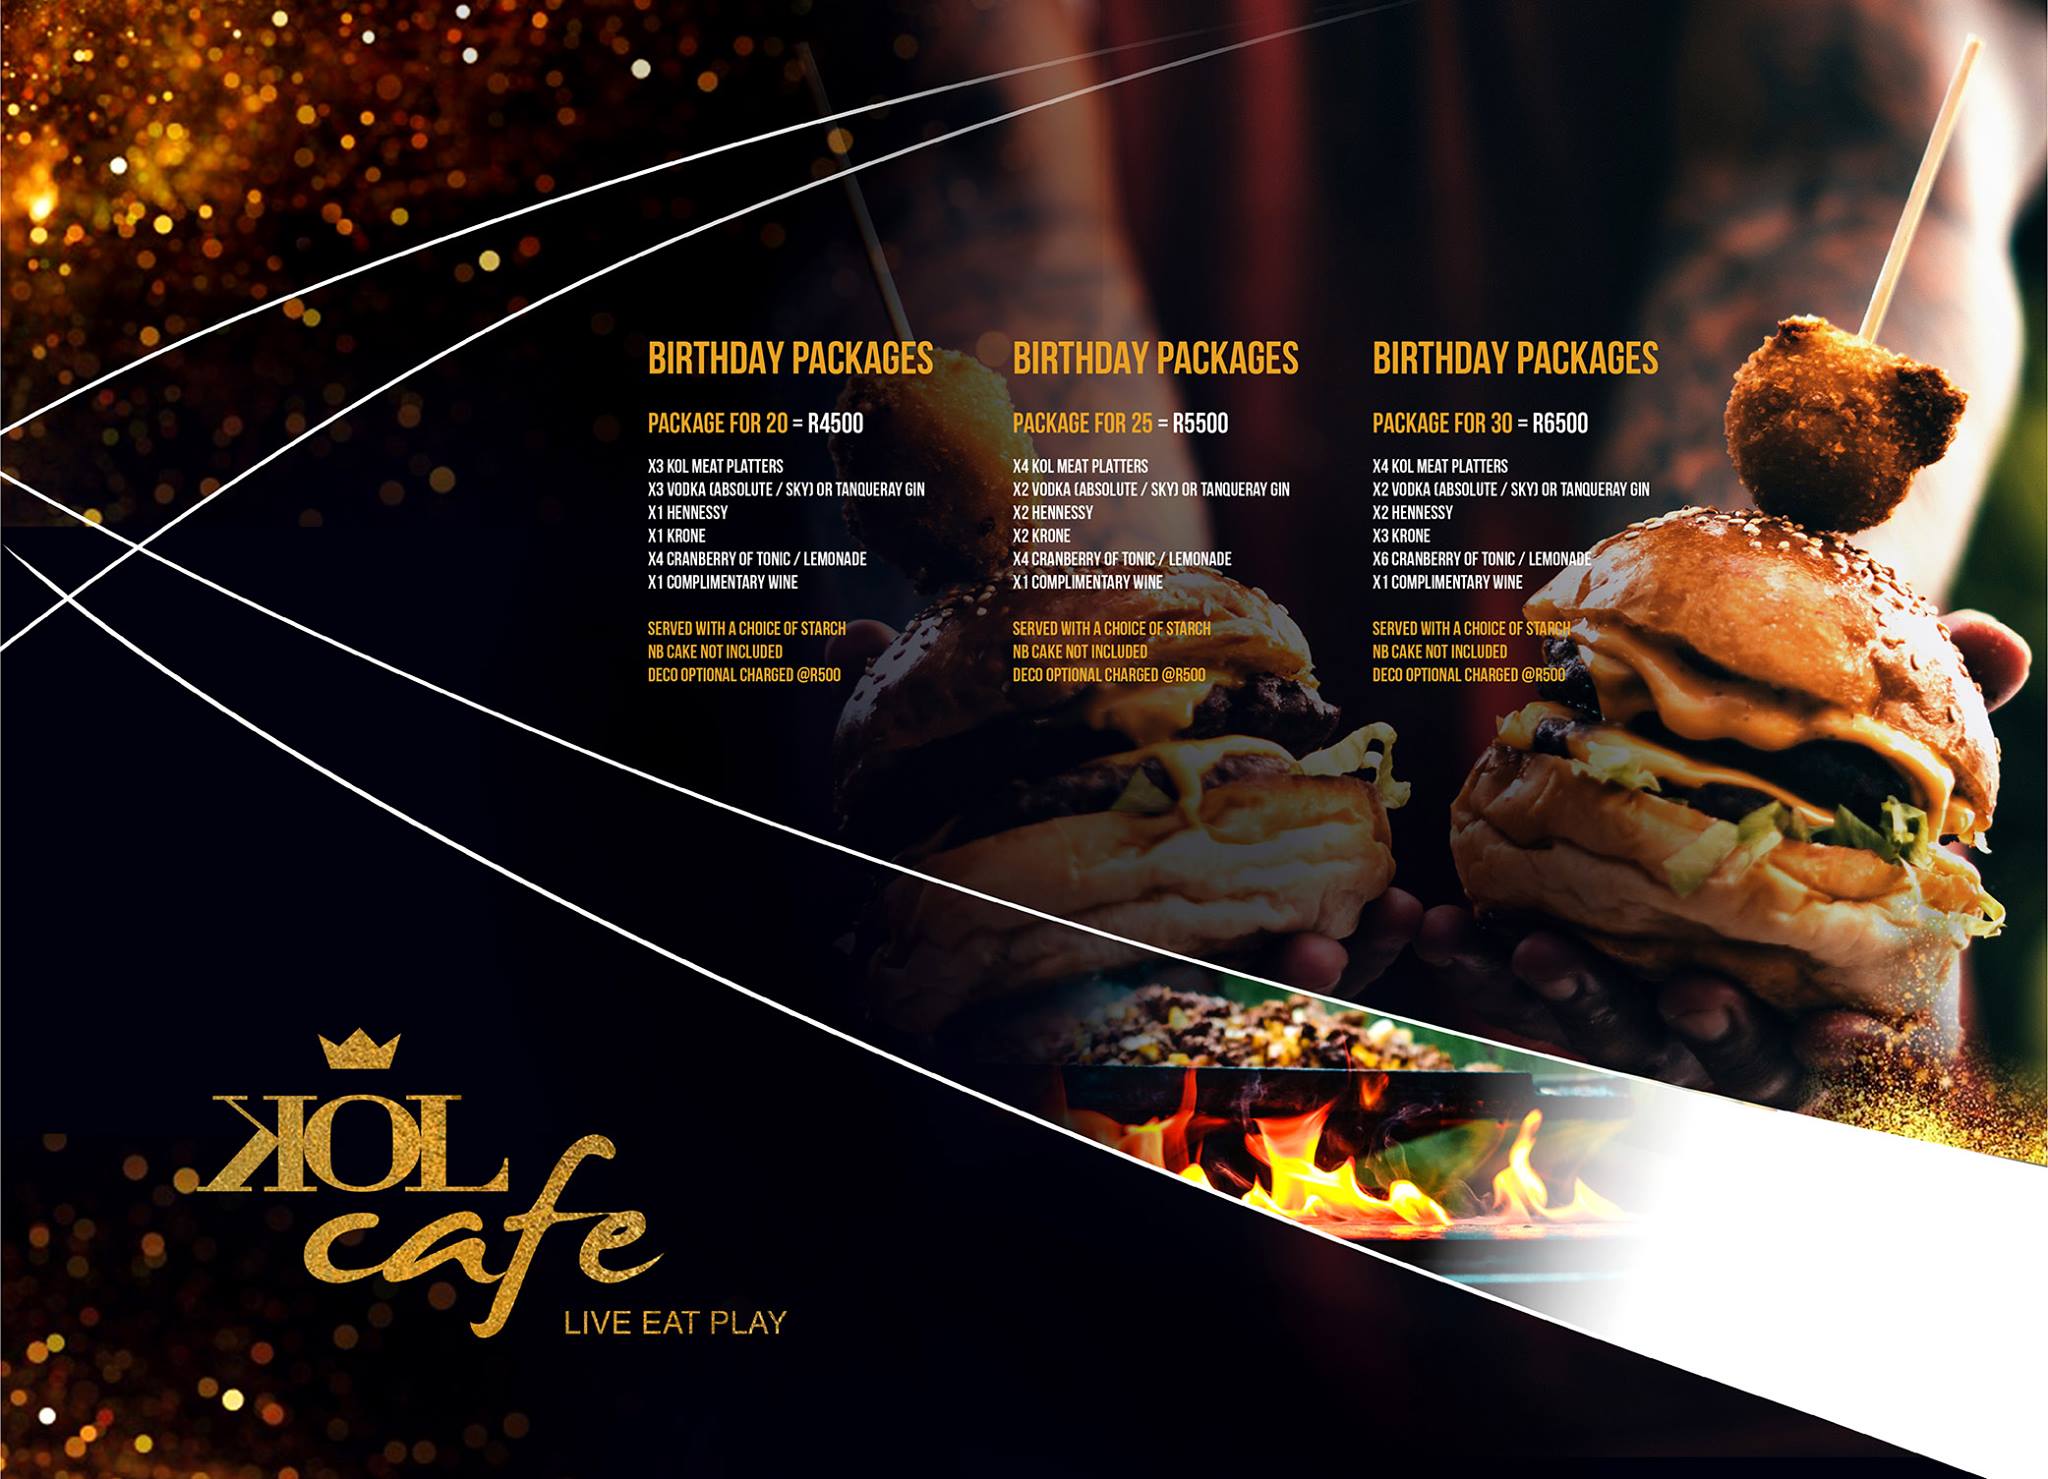 BIRTHDAY PACKAGES
PACKAGE FOR 20 = R4500
X3 KOL MEAT PLATTERS
X3 VODKA (ABSOLUTE / SKY) OR TANQUERAY GIN
X1 HENNESSY
X1 KRONE
X4 CRANBERRY OF TONIC / LEMONADE
X1 COMPLIMENTARY WINE
SERVED WITH A CHOICE OF STARCH
NB CAKE NOT INCLUDED
DECO OPTIONAL CHARGED @R500
BIRTHDAY PACKAGES
PACKAGE FOR 25 = R5500
X4 KOL MEAT PLATTERS
X2 VODKA (ABSOLUTE / SKY) OR TANQUERAY GIN
X2 HENNESSY
X2 KRONE
X4 CRANBERRY OF TONIC / LEMONADE
X1 COMPLIMENTARY WINE
SERVED WITH A CHOICE OF STARCH
NB CAKE NOT INCLUDED
DECO OPTIONAL CHARGED @R500
BIRTHDAY PACKAGES
PACKAGE FOR 30 = R6500
X4 KOL MEAT PLATTERS
X2 VODKA (ABSOLUTE / SKY) OR TANQUERAY GIN
X2 HENNESSY
X3 KRONE
X6 CRANBERRY OF TONIC / LEMONADE
X1 COMPLIMENTARY WINE
SERVED WITH A CHOICE OF STARCH
NB CAKE NOT INCLUDED
DECO OPTIONAL CHARGED @R500
KOL
cafe
LIVE EAT PLAY